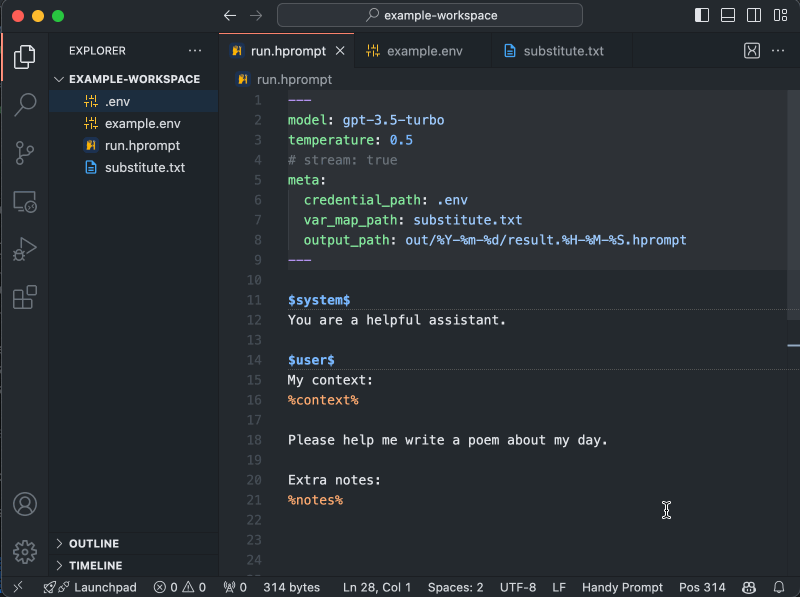 example-workspace
EXPLORER
EXAMPLE-WORKSPACE
.env
example.env
run.hprompt
substitute.txt
OUTLINE
TIMELINE
run.hprompt
example.env
substitute.txt
run.hprompt
1 ---
2 model: gpt-3.5-turbo
3 temperature: 0.5
4 # stream: true
5 meta:
6 credential_path: .env
7 var_map_path: substitute.txt
8 output_path: out/%Y-%m-%d/result.%H-%M-%S.hprompt
9 ---
10
11 $system$
12 You are a helpful assistant.
13
14 $user$
15 My context:
16 %context%
17
18 Please help me write a poem about my day.
19
20 Extra notes:
21 %notes%
22
23
24
Launchpad 0 0 0 314 bytes Ln 28, Col 1 Spaces: 2 UTF-8 LF Handy Prompt Pos 314